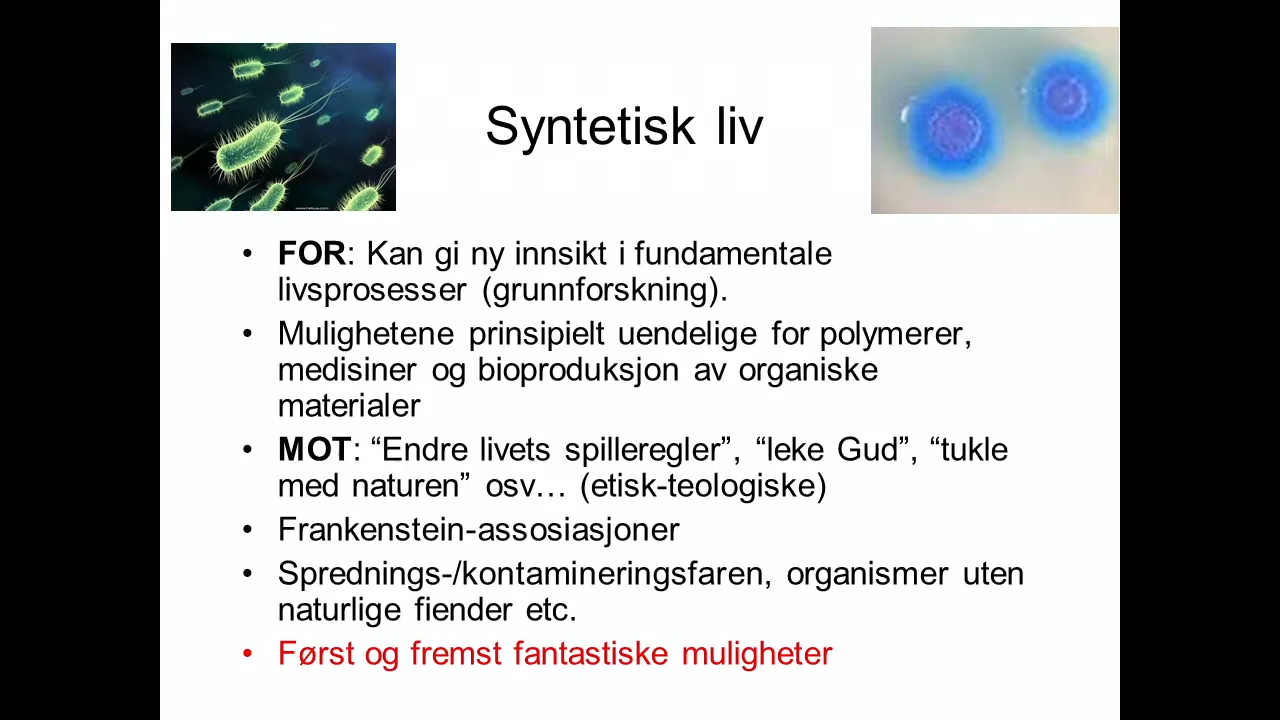 Syntetisk liv
• FOR: Kan gi ny innsikt i fundamentale
livsprosesser (grunnforskning).
• Mulighetene prinsipielt uendelige for polymerer,
medisiner og bioproduksjon av organiske
materialer
• MOT: “Endre livets spilleregler”, “leke Gud”, “tukle
med naturen” osv… (etisk-teologiske)
• Frankenstein-assosiasjoner
• Sprednings-/kontamineringsfaren, organismer uten
naturlige fiender etc.
• Først og fremst fantastiske muligheter